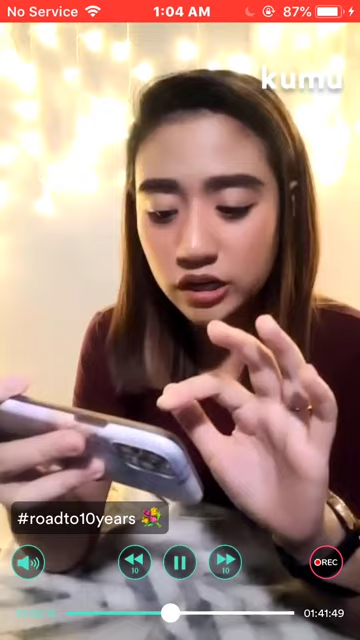 No Service 1:04 AM 87%
kumu
#roadto10years 💐
10 10
REC
01:41:49